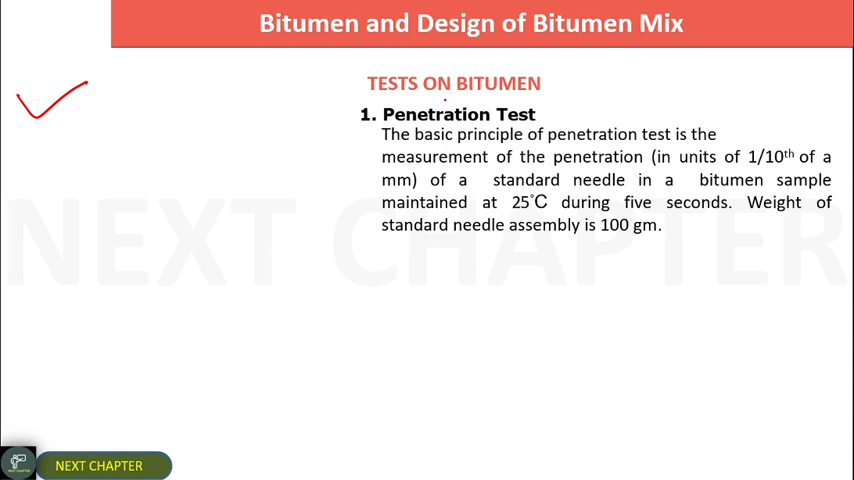 Bitumen and Design of Bitumen Mix
TESTS ON BITUMEN
1. Penetration Test
The basic principle of penetration test is the
measurement of the penetration (in units of 1/10th of a
mm) of a standard needle in a bitumen sample
maintained at 25°C during five seconds. Weight of
standard needle assembly is 100 gm.
NEXT CHAPTER
NEXT CHAPTER
NEXT CHAPTER